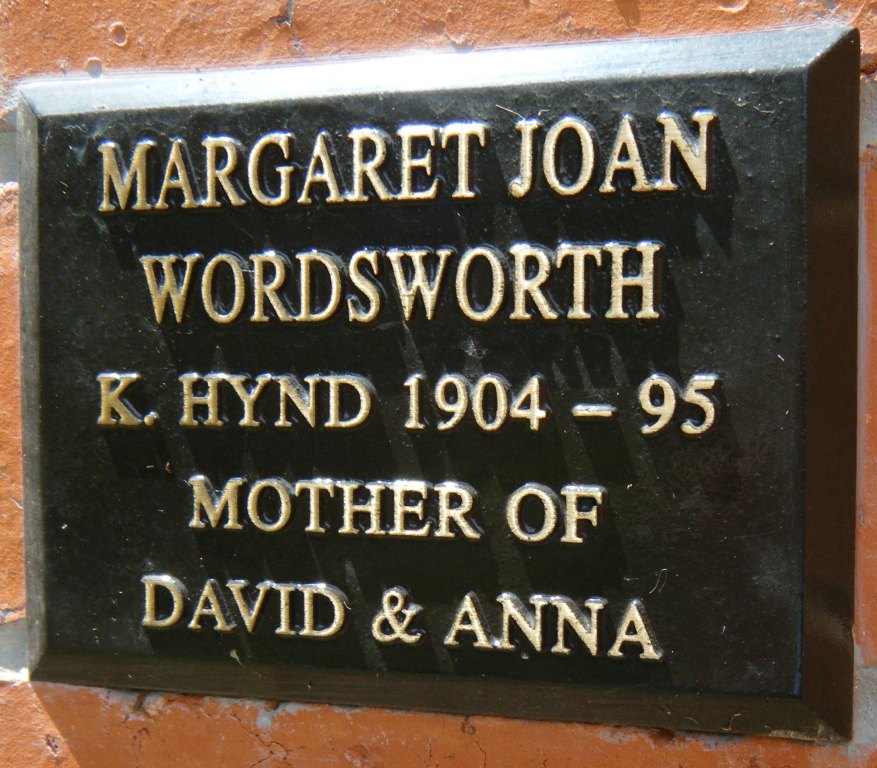 MARGARET JOAN
WORDSWORTH
K. HYND 1904 – 95
MOTHER OF
DAVID & ANNA